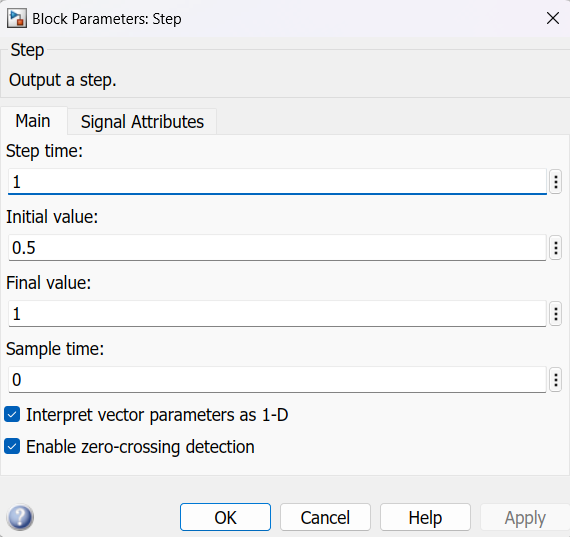 Block Parameters: Step
Step
Output a step.
Main Signal Attributes
Step time:
1
Initial value:
0.5
Final value:
1
Sample time:
0
Interpret vector parameters as 1-D
Enable zero-crossing detection
? OK Cancel Help Apply